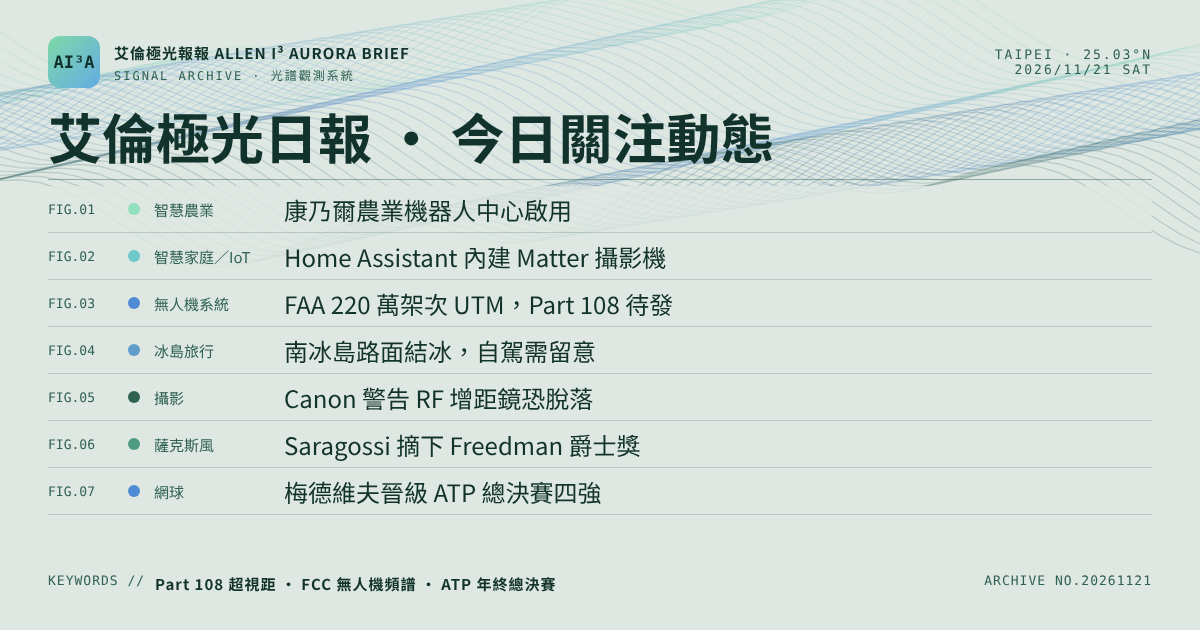 AI³A
艾倫極光報報 ALLEN I³ AURORA BRIEF
SIGNAL ARCHIVE · 光譜觀測系統
TAIPEI · 25.03°N
2026/11/21 SAT
艾倫極光日報 · 今日關注動態
FIG.01 智慧農業 康乃爾農業機器人中心啟用
FIG.02 智慧家庭／IoT Home Assistant 內建 Matter 攝影機
FIG.03 無人機系統 FAA 220 萬架次 UTM，Part 108 待發
FIG.04 冰島旅行 南冰島路面結冰，自駕需留意
FIG.05 攝影 Canon 警告 RF 增距鏡恐脫落
FIG.06 薩克斯風 Saragossi 摘下 Freedman 爵士獎
FIG.07 網球 梅德維夫晉級 ATP 總決賽四強
KEYWORDS // Part 108 超視距 · FCC 無人機頻譜 · ATP 年終總決賽
ARCHIVE NO.20261121